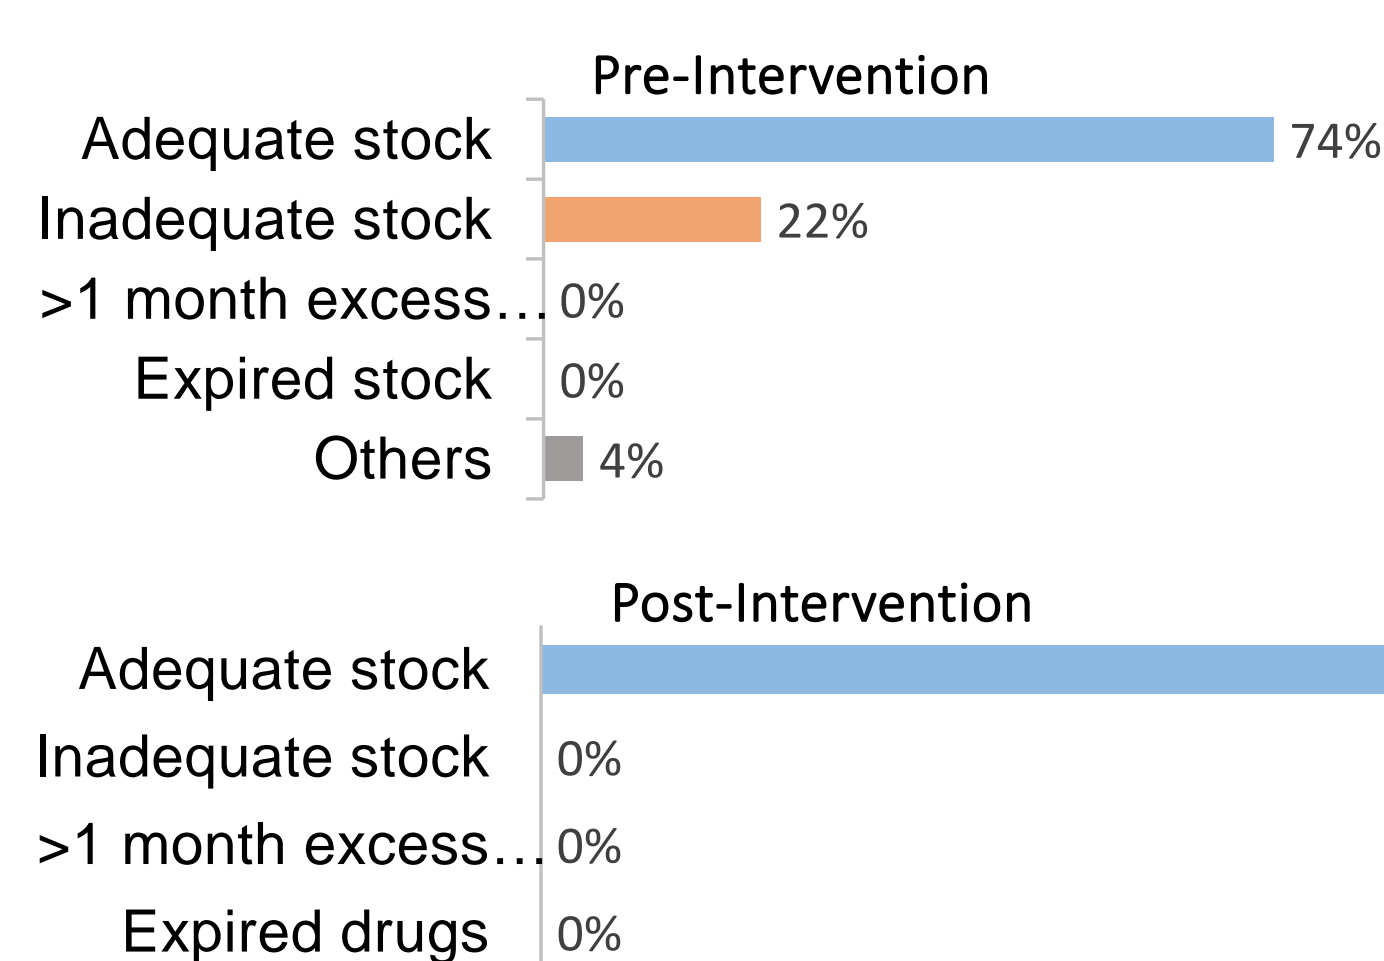 Pre-Intervention
Adequate stock 74%
Inadequate stock 22%
>1 month excess… 0%
Expired stock 0%
Others 4%
Post-Intervention
Adequate stock
Inadequate stock 0%
>1 month excess… 0%
Expired drugs 0%